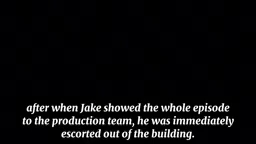 after when Jake showed the whole episode
to the production team, he was immediately
escorted out of the building.